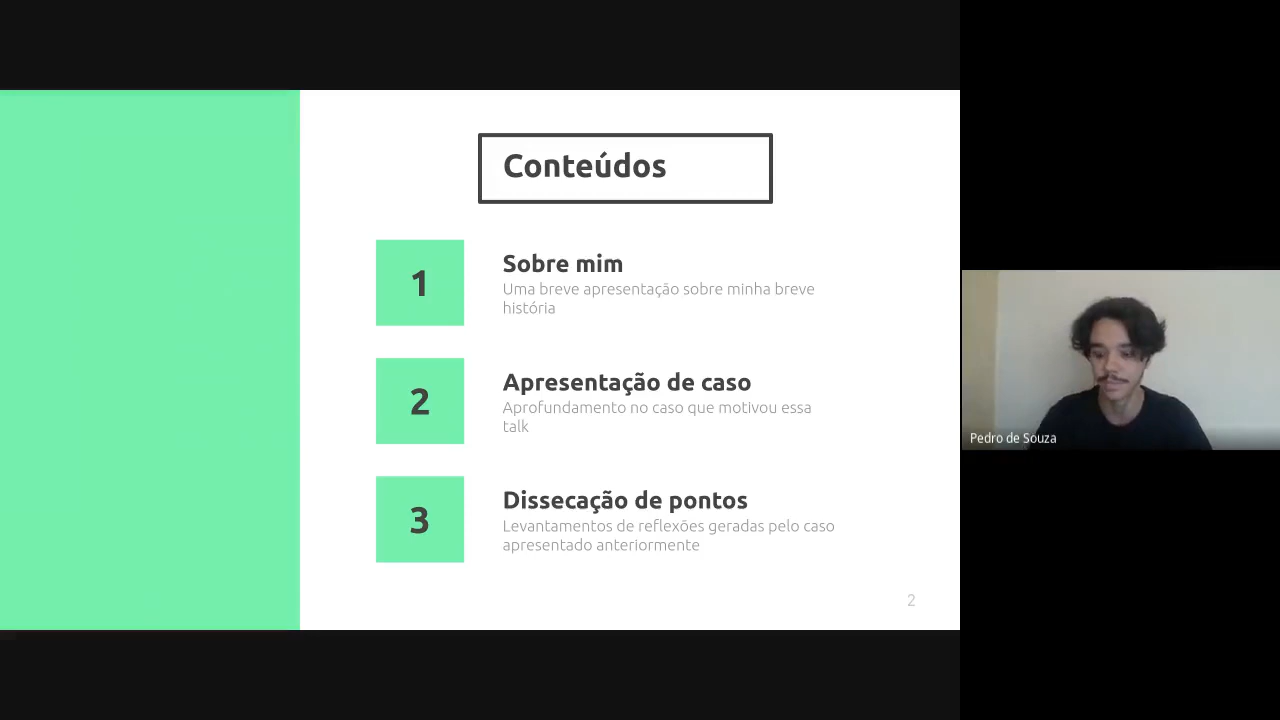 Conteúdos
1
Sobre mim
Uma breve apresentação sobre minha breve
história
2
Apresentação de caso
Aprofundamento no caso que motivou essa
talk
3
Dissecação de pontos
Levantamentos de reflexões geradas pelo caso
apresentado anteriormente
2
Pedro de Souza